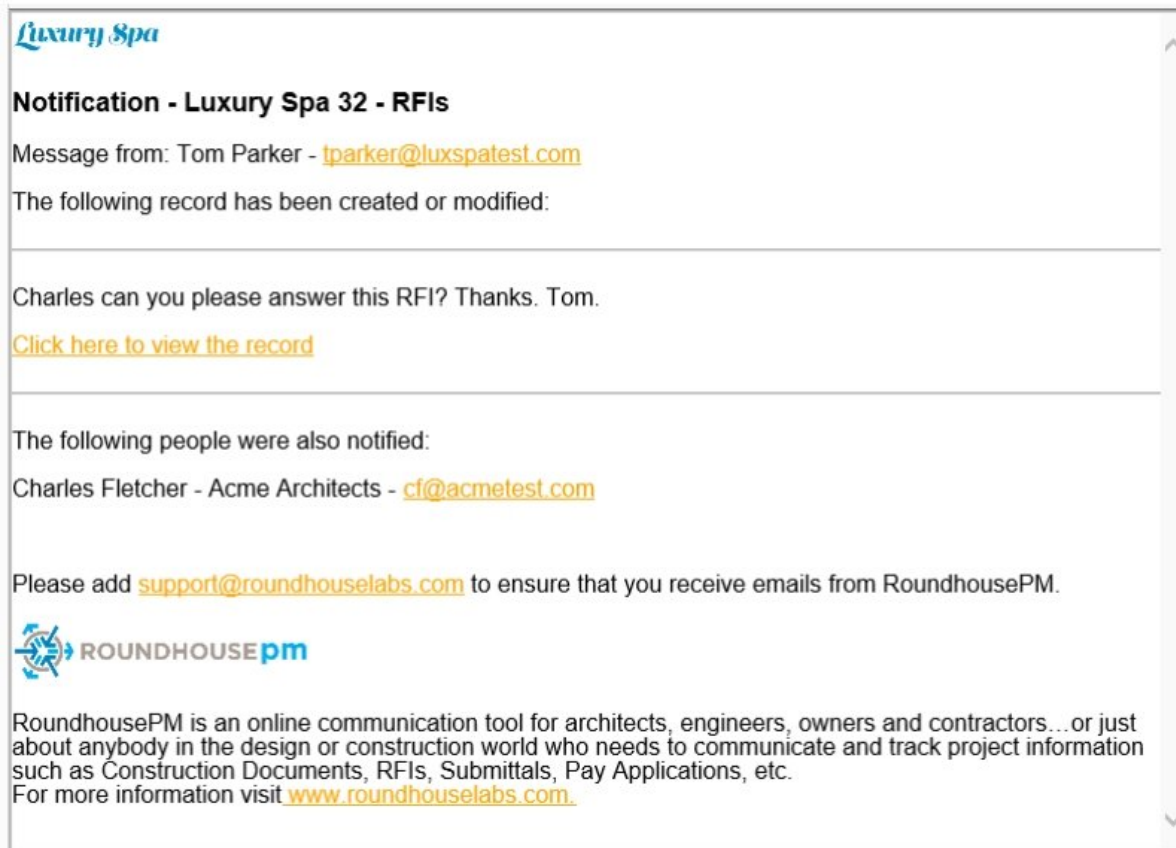 Luxury Spa
Notification - Luxury Spa 32 - RFIs
Message from: Tom Parker - tparker@luxspatest.com
The following record has been created or modified:
Charles can you please answer this RFI? Thanks. Tom.
Click here to view the record
The following people were also notified:
Charles Fletcher - Acme Architects - cf@acmetest.com
Please add support@roundhouselabs.com to ensure that you receive emails from RoundhousePM.
ROUNDHOUSEpm
RoundhousePM is an online communication tool for architects, engineers, owners and contractors…or just
about anybody in the design or construction world who needs to communicate and track project information
such as Construction Documents, RFIs, Submittals, Pay Applications, etc.
For more information visit www.roundhouselabs.com.